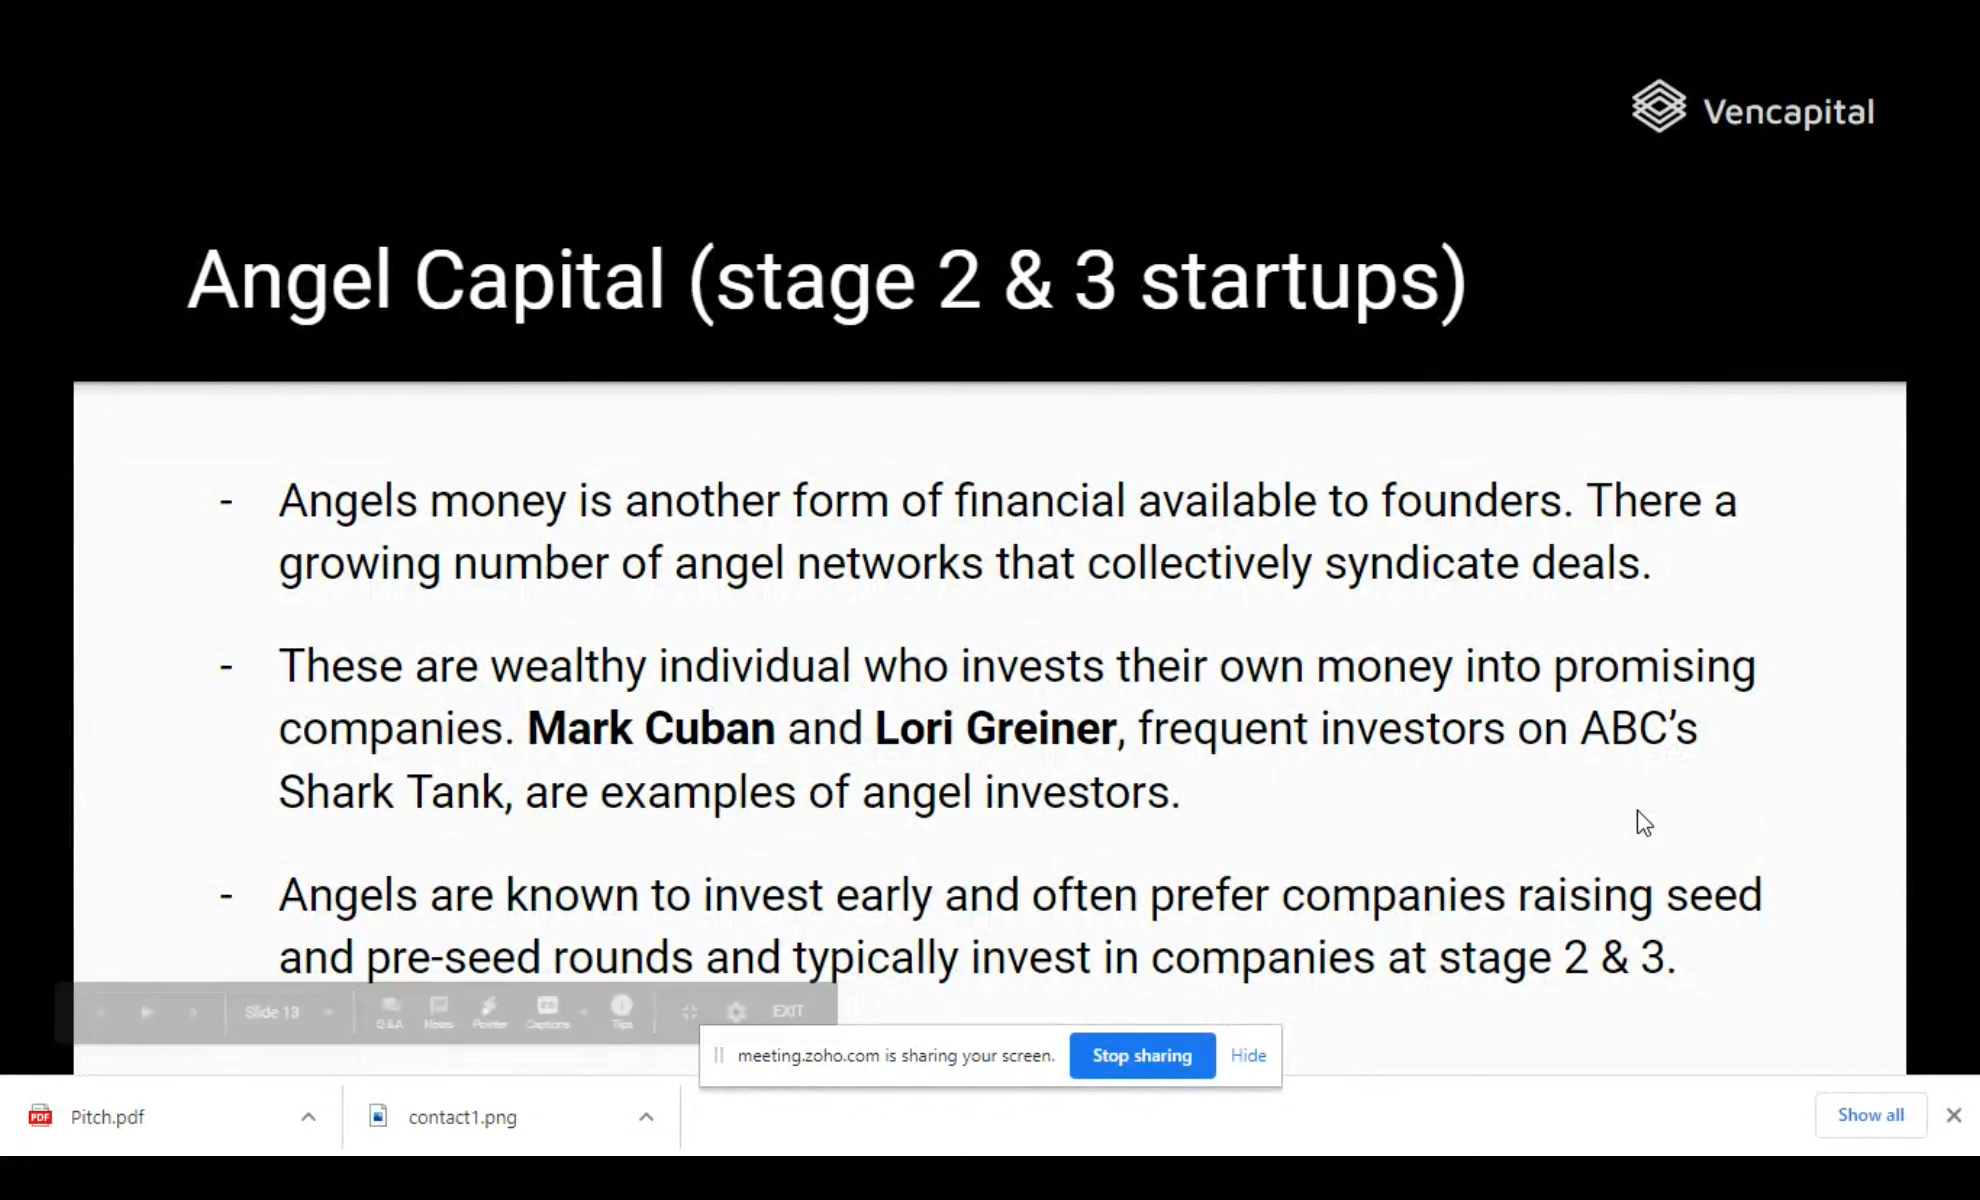 Vencapital
Angel Capital (stage 2 & 3 startups)
- Angels money is another form of financial available to founders. There a
growing number of angel networks that collectively syndicate deals.
- These are wealthy individual who invests their own money into promising
companies. Mark Cuban and Lori Greiner, frequent investors on ABC’s
Shark Tank, are examples of angel investors.
- Angels are known to invest early and often prefer companies raising seed
and pre-seed rounds and typically invest in companies at stage 2 & 3.
Slide 13 Q&A Notes Pointer Captions Tips EXIT
meeting.zoho.com is sharing your screen. Stop sharing Hide
PDF Pitch.pdf contact1.png Show all